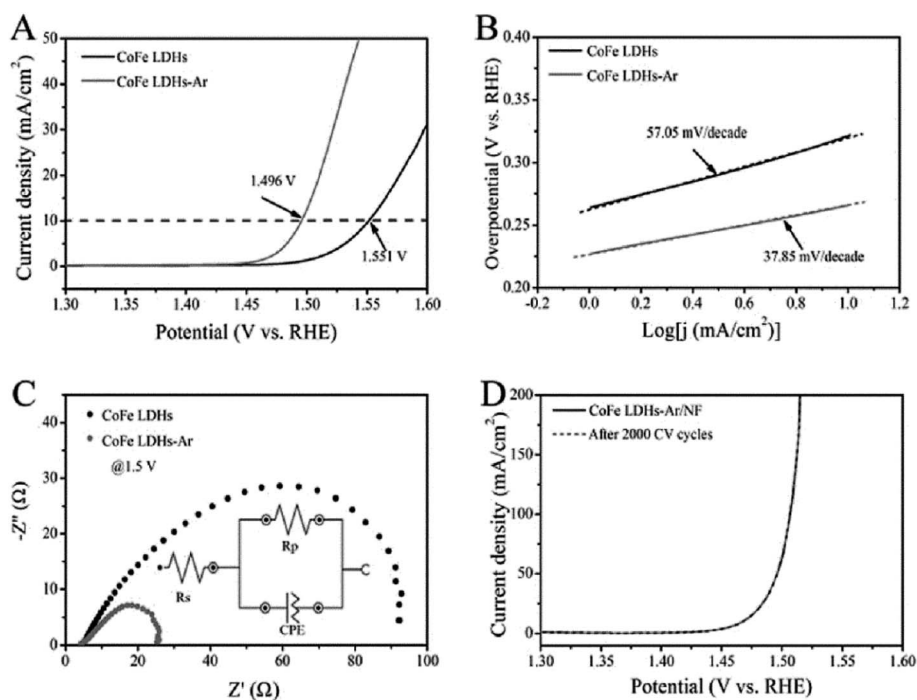 A
50
40
30
20
10
0
Current density (mA/cm²)
CoFe LDHs
CoFe LDHs-Ar
1.496 V
1.551 V
1.30 1.35 1.40 1.45 1.50 1.55 1.60
Potential (V vs. RHE)
B
0.40
0.35
0.30
0.25
0.20
Overpotential (V vs. RHE)
CoFe LDHs
CoFe LDHs-Ar
57.05 mV/decade
37.85 mV/decade
-0.2 0.0 0.2 0.4 0.6 0.8 1.0 1.2
Log[j (mA/cm²)]
C
40
30
20
10
0
-Z" (Ω)
CoFe LDHs
CoFe LDHs-Ar
@1.5 V
Rs
Rp
CPE
0 20 40 60 80 100
Z' (Ω)
D
200
150
100
50
0
Current density (mA/cm²)
CoFe LDHs-Ar/NF
After 2000 CV cycles
1.30 1.35 1.40 1.45 1.50 1.55 1.60
Potential (V vs. RHE)